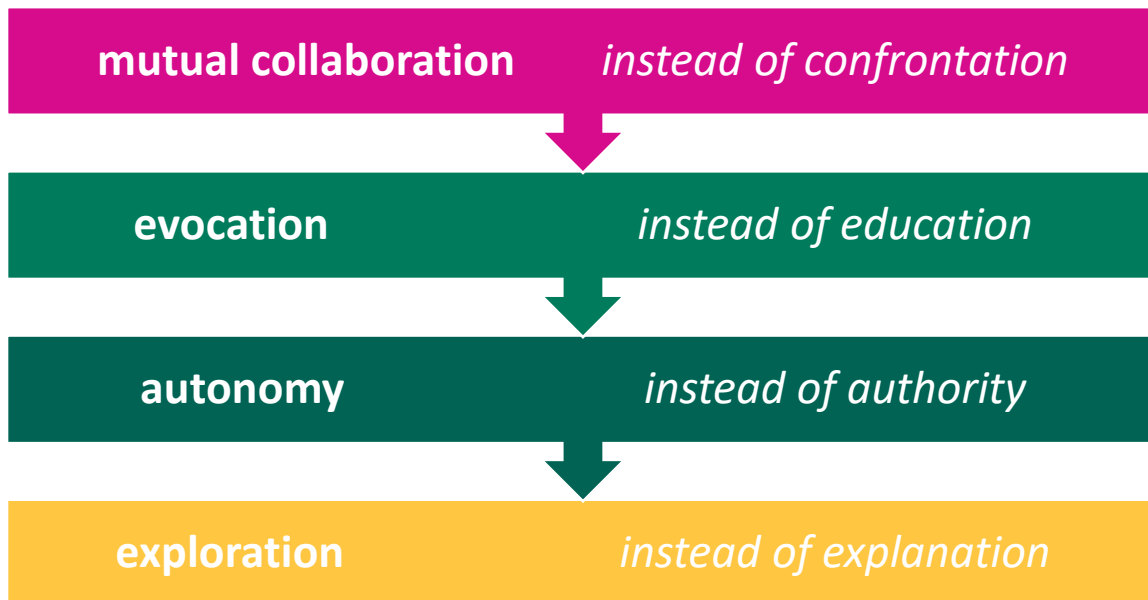 mutual collaboration instead of confrontation
evocation instead of education
autonomy instead of authority
exploration instead of explanation